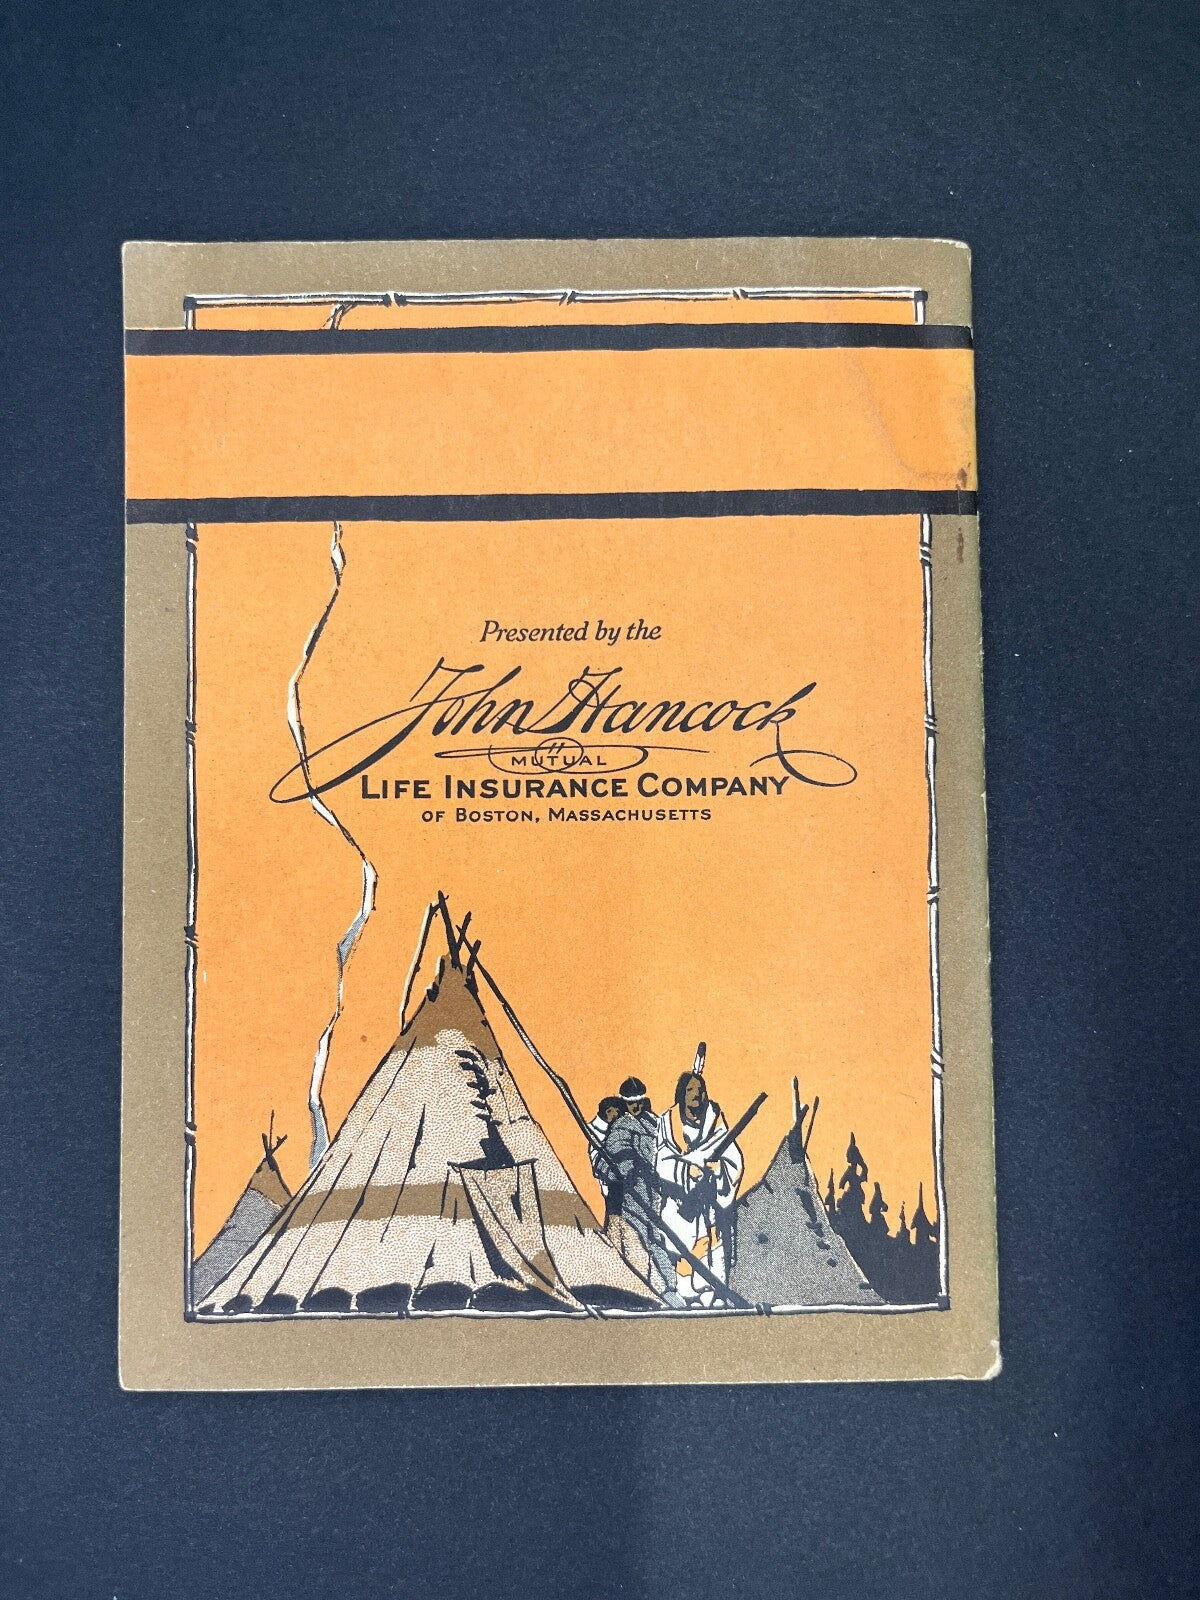 Presented by the
John Hancock
MUTUAL
LIFE INSURANCE COMPANY
OF BOSTON, MASSACHUSETTS